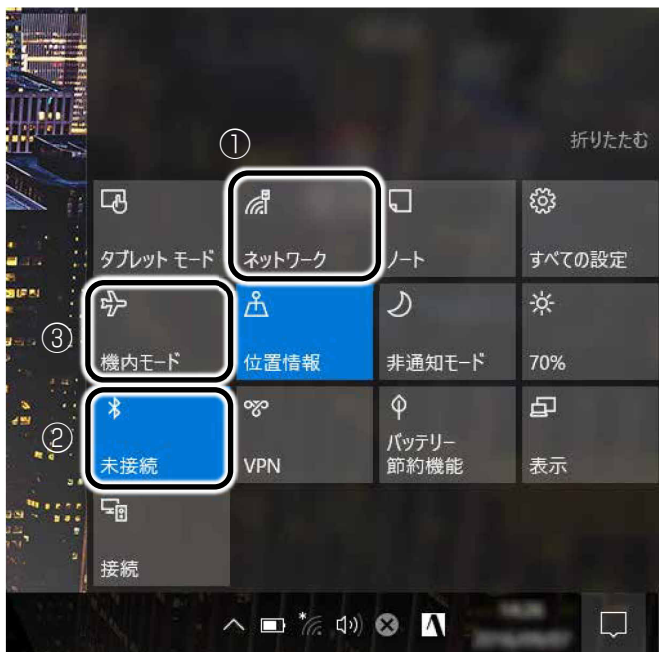 ①
折りたたむ
タブレット モード
ネットワーク
ノート
すべての設定
③
機内モード
位置情報
非通知モード
70%
②
未接続
VPN
バッテリー
節約機能
表示
接続